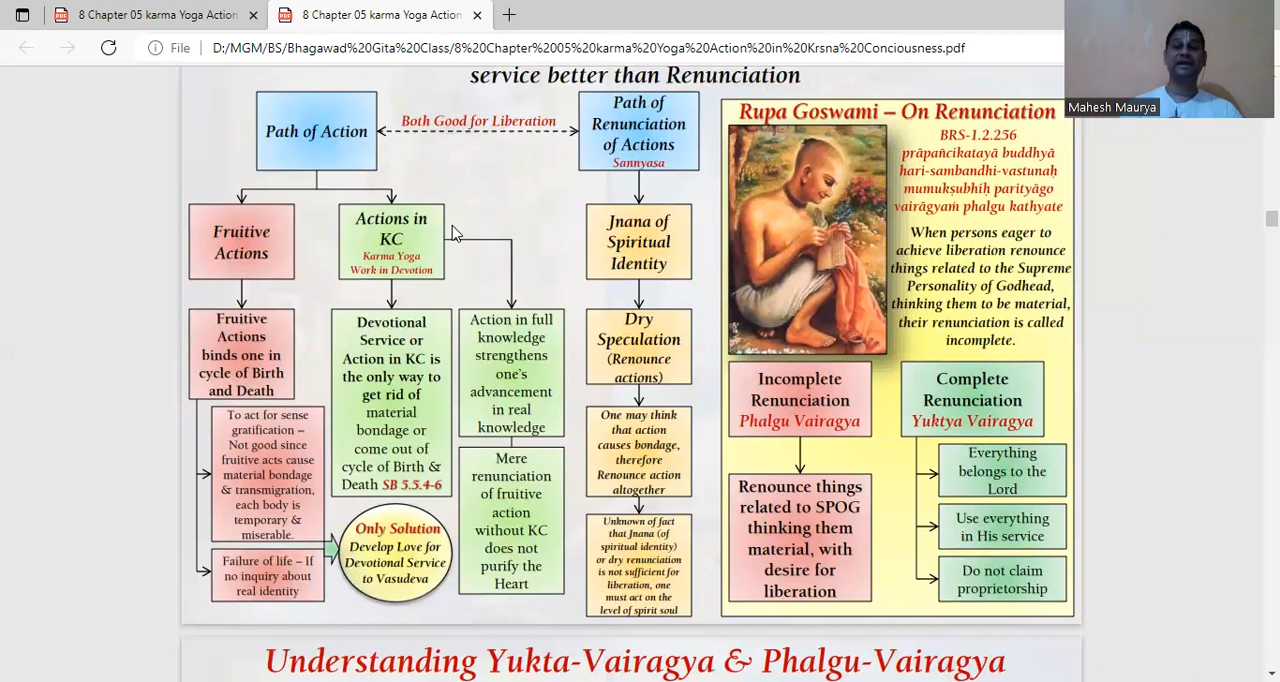 8 Chapter 05 karma Yoga Action
8 Chapter 05 karma Yoga Action
File
D:/MGM/BS/Bhagawad%20Gita%20Class/8%20Chapter%2005%20karma%20Yoga%20Action%20in%20Krsna%20Conciousness.pdf
Mahesh Maurya
service better than Renunciation
Path of Action
Both Good for Liberation
Path of
Renunciation
of Actions
Sannyasa
Fruitive
Actions
Actions in
KC
Karma Yoga
Work in Devotion
Jnana of
Spiritual
Identity
Fruitive
Actions
binds one in
cycle of Birth
and Death
Devotional
Service or
Action in KC is
the only way to
get rid of
material
bondage or
come out of
cycle of Birth &
Death SB 5.5.4-6
Action in full
knowledge
strengthens
one's
advancement
in real
knowledge
Dry
Speculation
(Renounce
actions)
To act for sense
gratification –
Not good since
fruitive acts cause
material bondage
& transmigration,
each body is
temporary &
miserable.
Failure of life – If
no inquiry about
real identity
Only Solution
Develop Love for
Devotional Service
to Vasudeva
Mere
renunciation
of fruitive
action
without KC
does not
purify the
Heart
One may think
that action
causes bondage,
therefore
Renounce action
altogether
Unknown of fact
that Jnana (of
spiritual identity)
or dry renunciation
is not sufficient for
liberation, one
must act on the
level of spirit soul
Rupa Goswami – On Renunciation
BRS-1.2.256
prāpañcikatayā buddhyā
hari-sambandhi-vastunaḥ
mumukṣubhiḥ parityāgo
vairāgyaṁ phalgu kathyate
When persons eager to
achieve liberation renounce
things related to the Supreme
Personality of Godhead,
thinking them to be material,
their renunciation is called
incomplete.
Incomplete
Renunciation
Phalgu Vairagya
Renounce things
related to SPOG
thinking them
material, with
desire for
liberation
Complete
Renunciation
Yuktya Vairagya
Everything
belongs to the
Lord
Use everything
in His service
Do not claim
proprietorship
Understanding Yukta-Vairagya & Phalgu-Vairagya